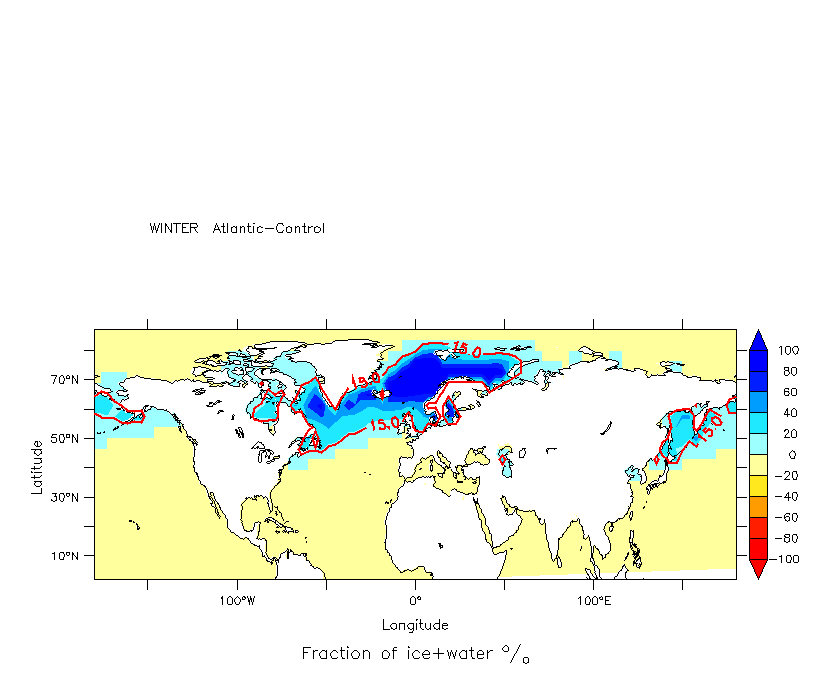 WINTER Atlantic-Control
15.0
15.0
15.0
15.0
70°N
50°N
30°N
10°N
Latitude
100
80
60
40
20
0
-20
-40
-60
-80
-100
100°W 0° 100°E
Longitude
Fraction of ice+water %